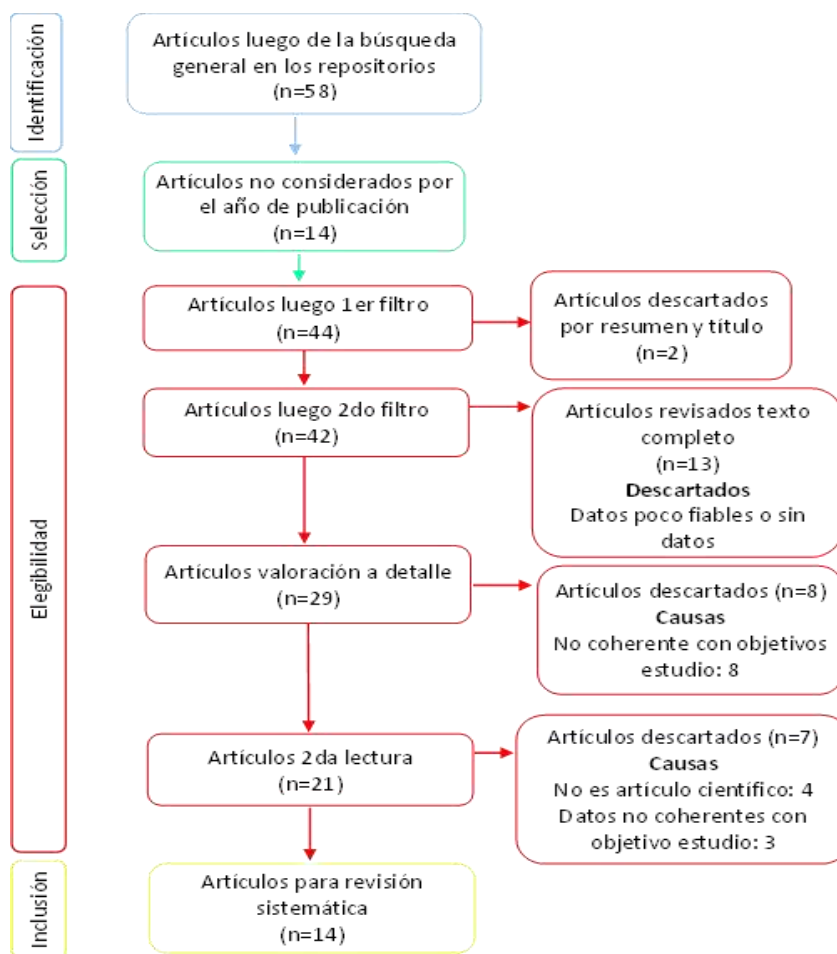 Identificación
Artículos luego de la búsqueda
general en los repositorios
(n=58)
Selección
Artículos no considerados por
el año de publicación
(n=14)
Elegibilidad
Artículos luego 1er filtro
(n=44)
Artículos descartados
por resumen y título
(n=2)
Artículos luego 2do filtro
(n=42)
Artículos revisados texto
completo
(n=13)
Descartados
Datos poco fiables o sin
datos
Artículos valoración a detalle
(n=29)
Artículos descartados (n=8)
Causas
No coherente con objetivos
estudio: 8
Artículos 2da lectura
(n=21)
Artículos descartados (n=7)
Causas
No es artículo científico: 4
Datos no coherentes con
objetivo estudio: 3
Inclusión
Artículos para revisión
sistemática
(n=14)